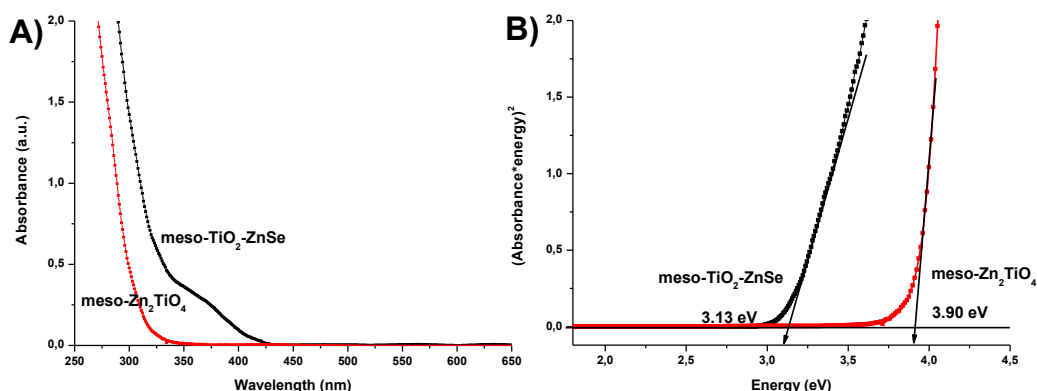 A)
2,0
1,5
1,0
0,5
0,0
Absorbance (a.u.)
meso-TiO₂-ZnSe
meso-Zn₂TiO₄
250 300 350 400 450 500 550 600 650
Wavelength (nm)
B)
2,0
1,5
1,0
0,5
0,0
(Absorbance*energy)²
meso-TiO₂-ZnSe
3.13 eV
meso-Zn₂TiO₄
3.90 eV
2,0 2,5 3,0 3,5 4,0 4,5
Energy (eV)